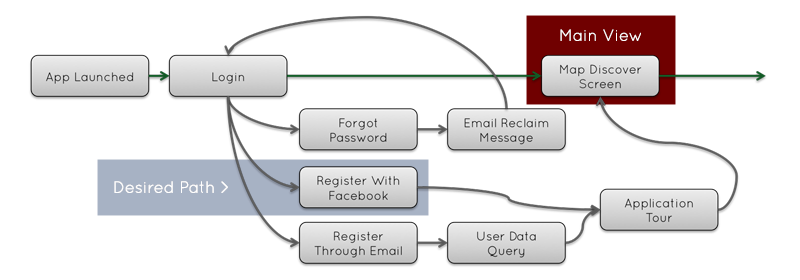 Main View
App Launched
Login
Map Discover
Screen
Forgot
Password
Email Reclaim
Message
Desired Path >
Register With
Facebook
Application
Tour
Register
Through Email
User Data
Query